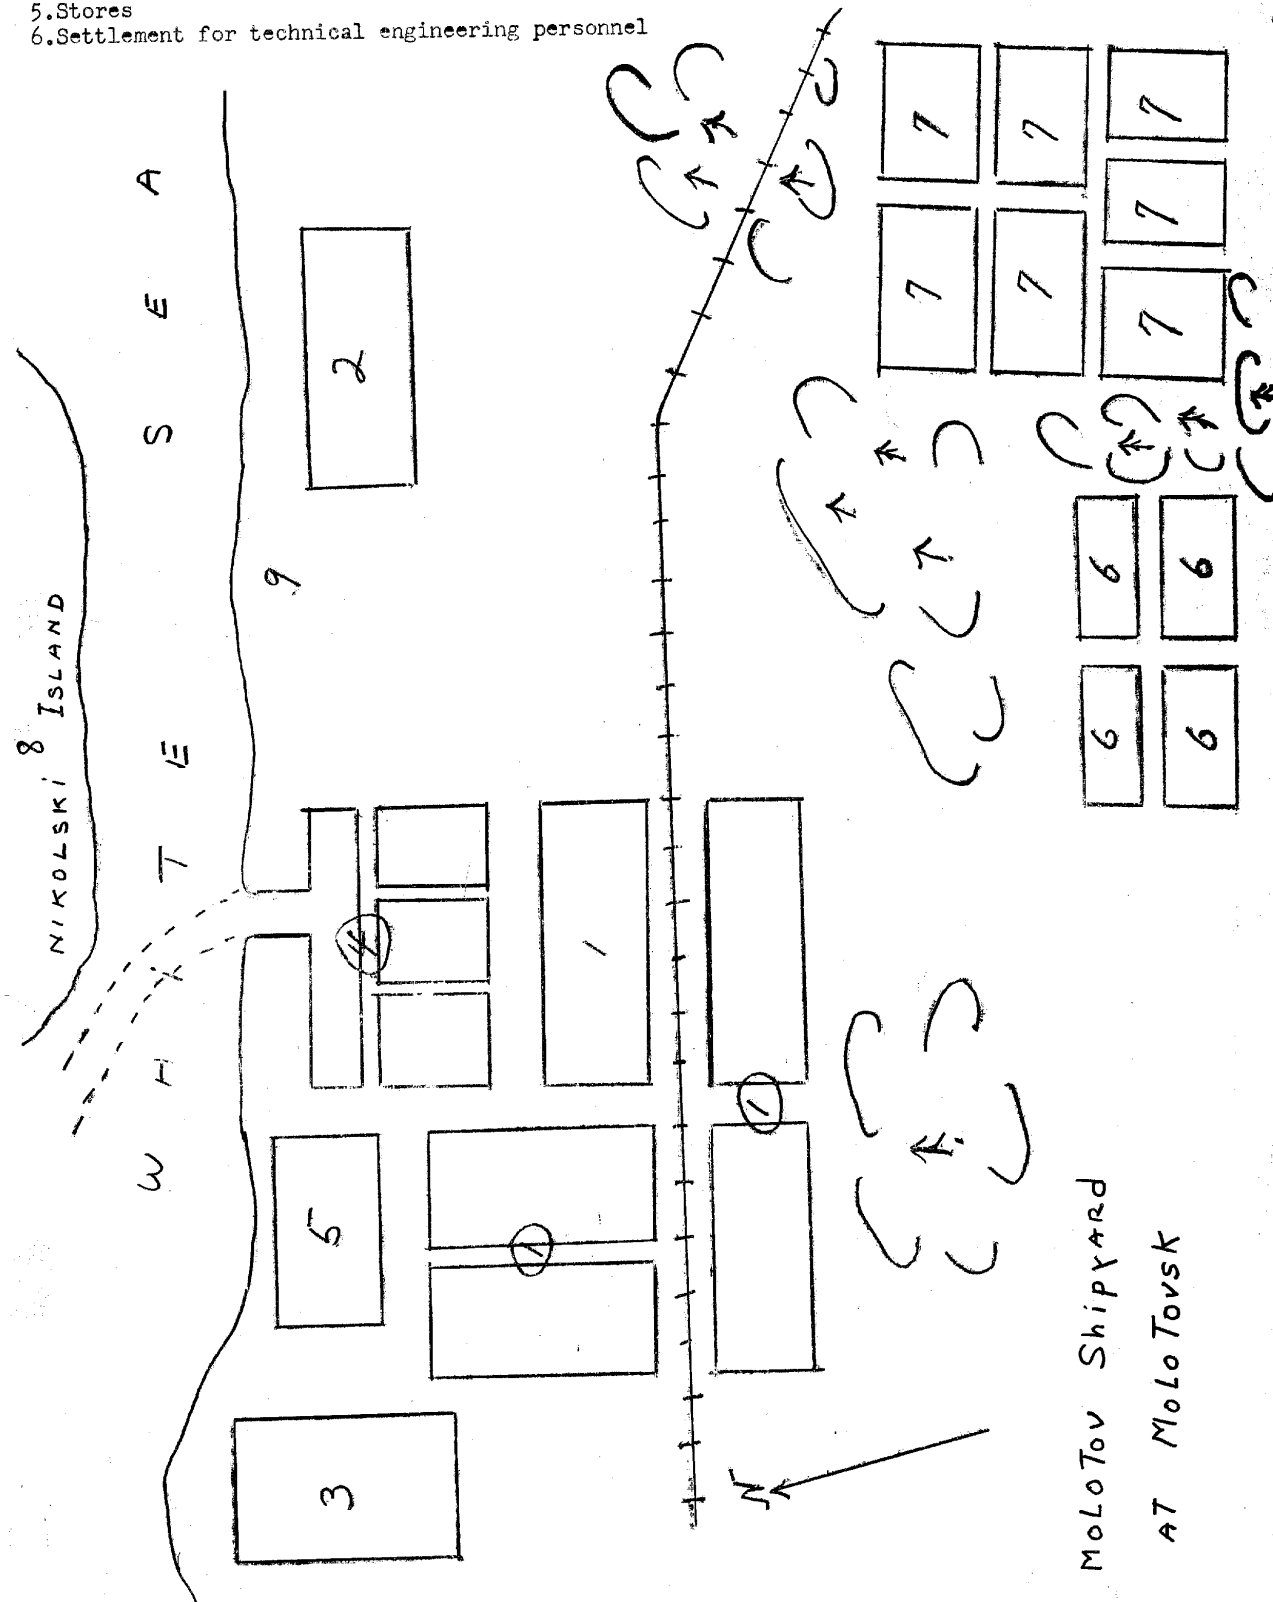 5.Stores
6.Settlement for technical engineering personnel
WHITE SEA
NIKOLSKI ISLAND
8
2
9
4
1
1
1
5
3
7
7
7
7
7
7
7
6
6
6
6
N
MOLOTOV ShipYARD
AT MOLOTOVSK